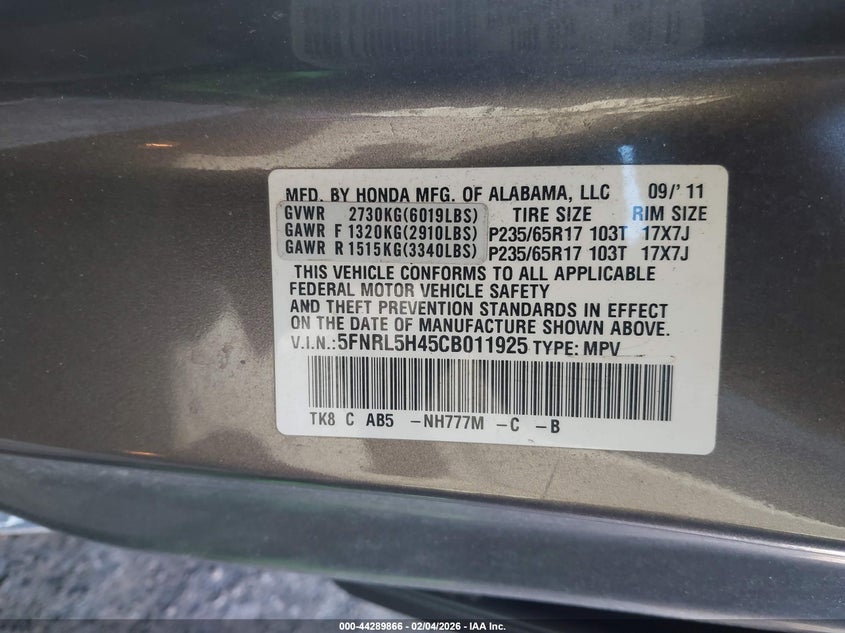 MFD. BY HONDA MFG. OF ALABAMA, LLC 09/'11
GVWR 2730KG(6019LBS) TIRE SIZE RIM SIZE
GAWR F 1320KG(2910LBS) P235/65R17 103T 17X7J
GAWR R 1515KG(3340LBS) P235/65R17 103T 17X7J
THIS VEHICLE CONFORMS TO ALL APPLICABLE
FEDERAL MOTOR VEHICLE SAFETY
AND THEFT PREVENTION STANDARDS IN EFFECT
ON THE DATE OF MANUFACTURE SHOWN ABOVE.
V.I.N.:5FNRL5H45CB011925 TYPE: MPV
TK8 C AB5 -NH777M -C -B
000-44289866 - 02/04/2026 - IAA Inc.